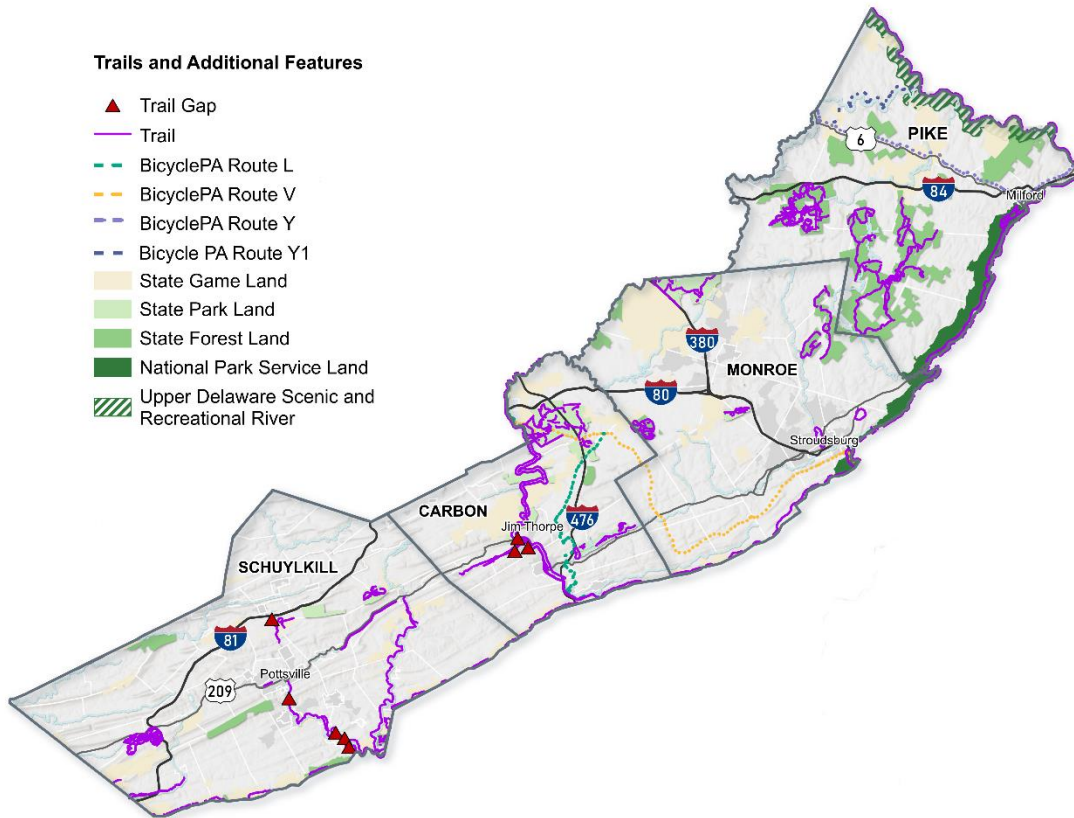 Trails and Additional Features
Trail Gap
Trail
BicyclePA Route L
BicyclePA Route V
BicyclePA Route Y
Bicycle PA Route Y1
State Game Land
State Park Land
State Forest Land
National Park Service Land
Upper Delaware Scenic and
Recreational River
PIKE
6
84
Milford
380
MONROE
80
Stroudsburg
CARBON
476
Jim Thorpe
SCHUYLKILL
81
Pottsville
209